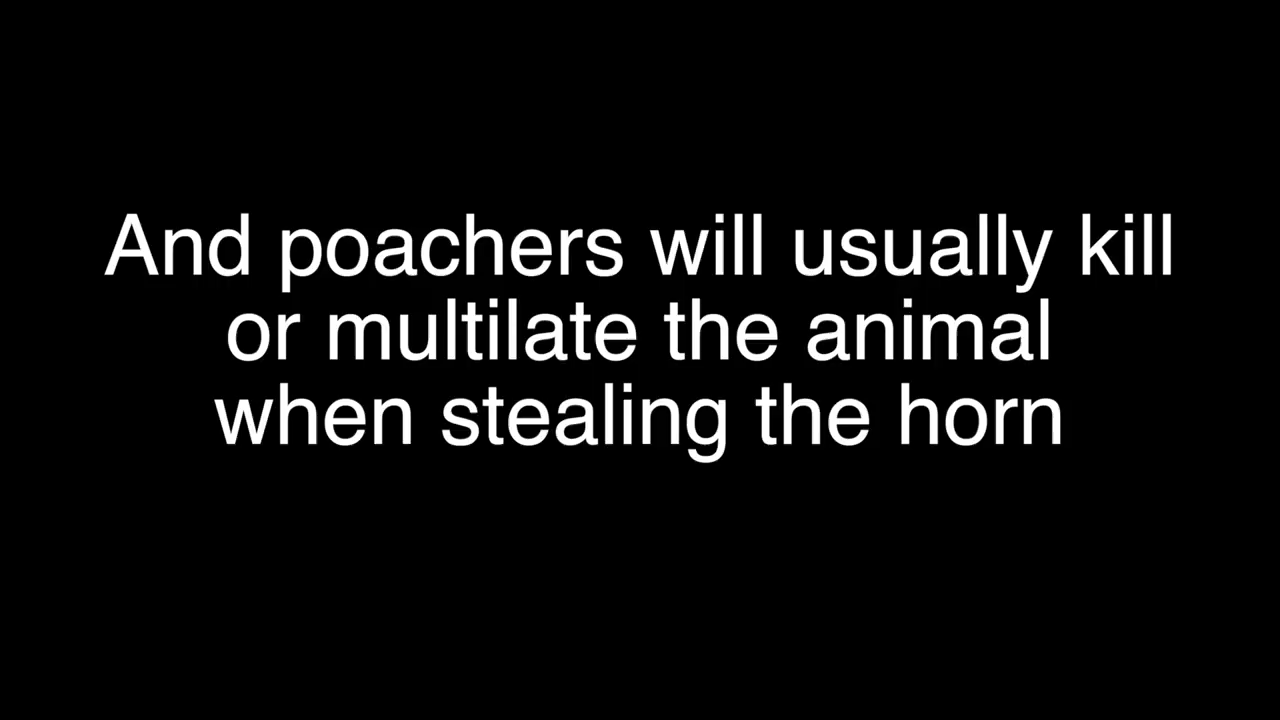 And poachers will usually kill
or multilate the animal
when stealing the horn